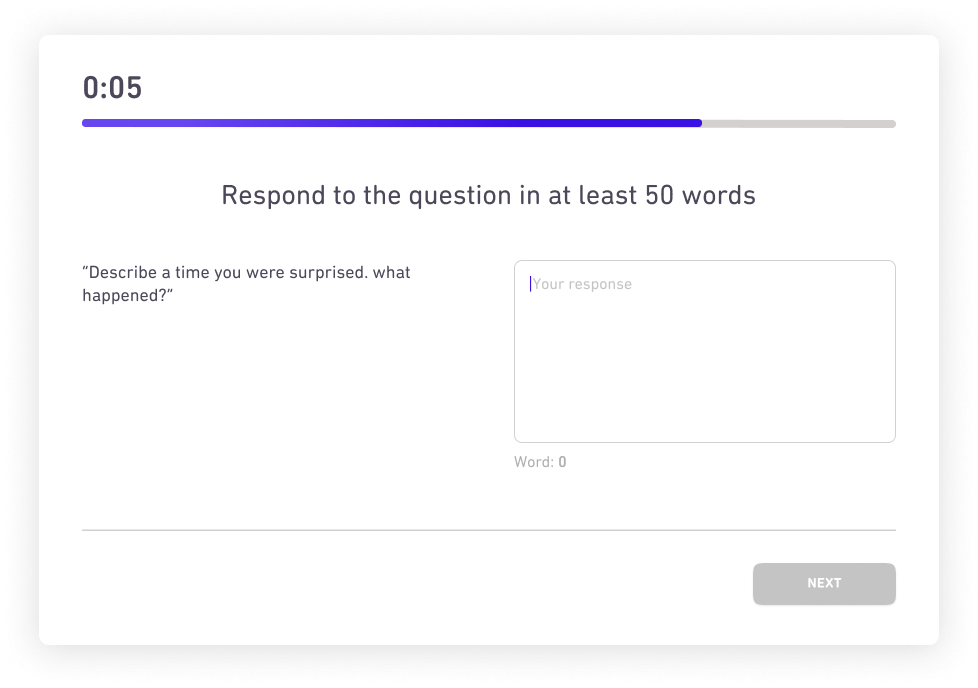 0:05
Respond to the question in at least 50 words
“Describe a time you were surprised. what
happened?”
Your response
Word: 0
NEXT